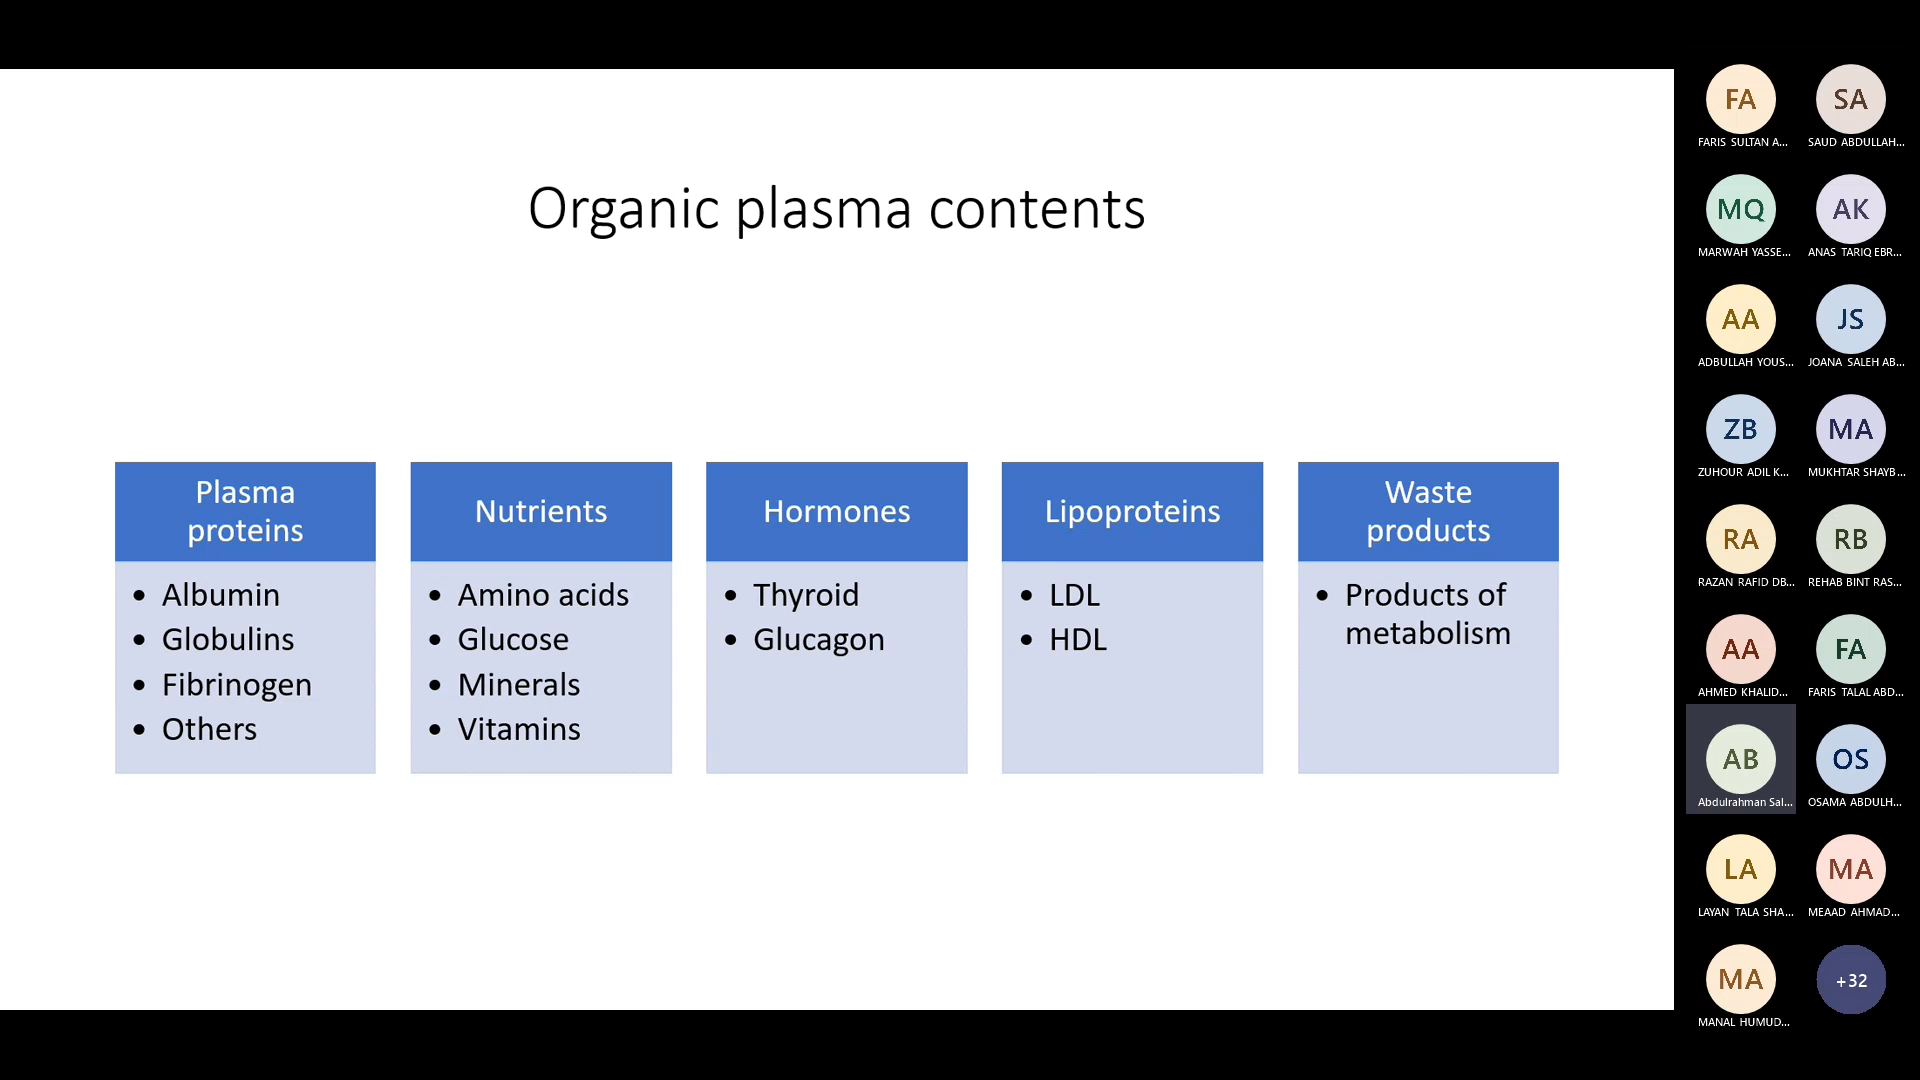 Organic plasma contents
Plasma
proteins
• Albumin
• Globulins
• Fibrinogen
• Others
Nutrients
• Amino acids
• Glucose
• Minerals
• Vitamins
Hormones
• Thyroid
• Glucagon
Lipoproteins
• LDL
• HDL
Waste
products
• Products of
metabolism
FA
FARIS SULTAN A...
SA
SAUD ABDULLAH...
MQ
MARWAH YASSE...
AK
ANAS TARIQ EBR...
AA
ADBULLAH YOUS...
JS
JOANA SALEH AB...
ZB
ZUHOUR ADIL K...
MA
MUKHTAR SHAYB...
RA
RAZAN RAFID DB...
RB
REHAB BINT RAS...
AA
AHMED KHALID...
FA
FARIS TALAL ABD...
AB
Abdulrahman Sal...
OS
OSAMA ABDULH...
LA
LAYAN TALA SHA...
MA
MEAAD AHMAD...
MA
MANAL HUMUD...
+32